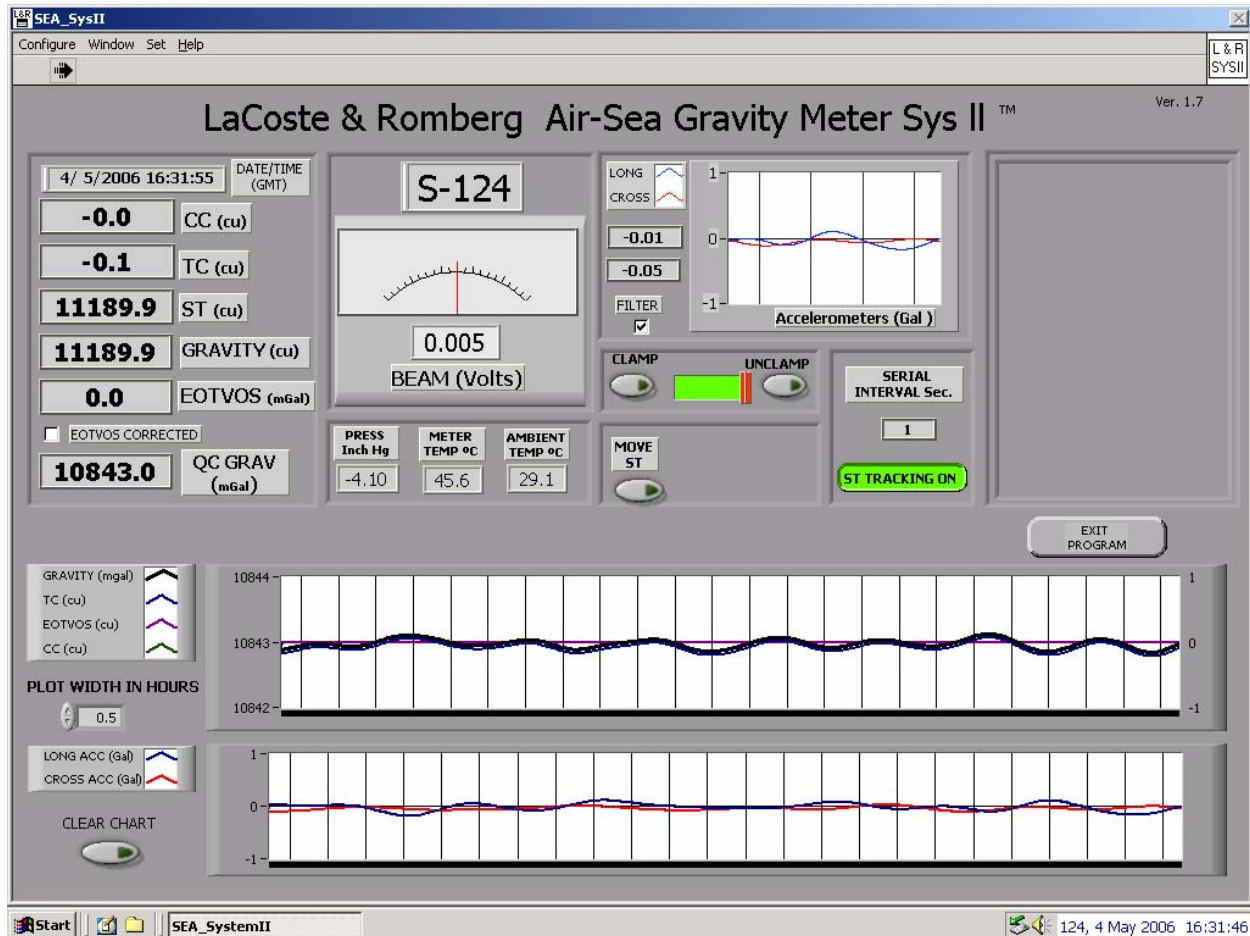 L&R
SEA_SysII
Configure Window Set Help
L & R
SYSII
LaCoste & Romberg Air-Sea Gravity Meter Sys ll ™
Ver. 1.7
4/ 5/2006 16:31:55
DATE/TIME
(GMT)
-0.0
CC (cu)
-0.1
TC (cu)
11189.9
ST (cu)
11189.9
GRAVITY (cu)
0.0
EOTVOS (mGal)
EOTVOS CORRECTED
10843.0
QC GRAV
(mGal)
S-124
0.005
BEAM (Volts)
PRESS
Inch Hg
-4.10
METER
TEMP ºC
45.6
AMBIENT
TEMP ºC
29.1
LONG
CROSS
-0.01
-0.05
FILTER
1
0
-1
Accelerometers (Gal )
CLAMP
UNCLAMP
MOVE
ST
SERIAL
INTERVAL Sec.
1
ST TRACKING ON
EXIT
PROGRAM
GRAVITY (mgal)
TC (cu)
EOTVOS (cu)
CC (cu)
10844
10843
10842
1
0
-1
PLOT WIDTH IN HOURS
0.5
LONG ACC (Gal)
CROSS ACC (Gal)
1
0
-1
CLEAR CHART
Start
SEA_SystemII
124, 4 May 2006 16:31:46